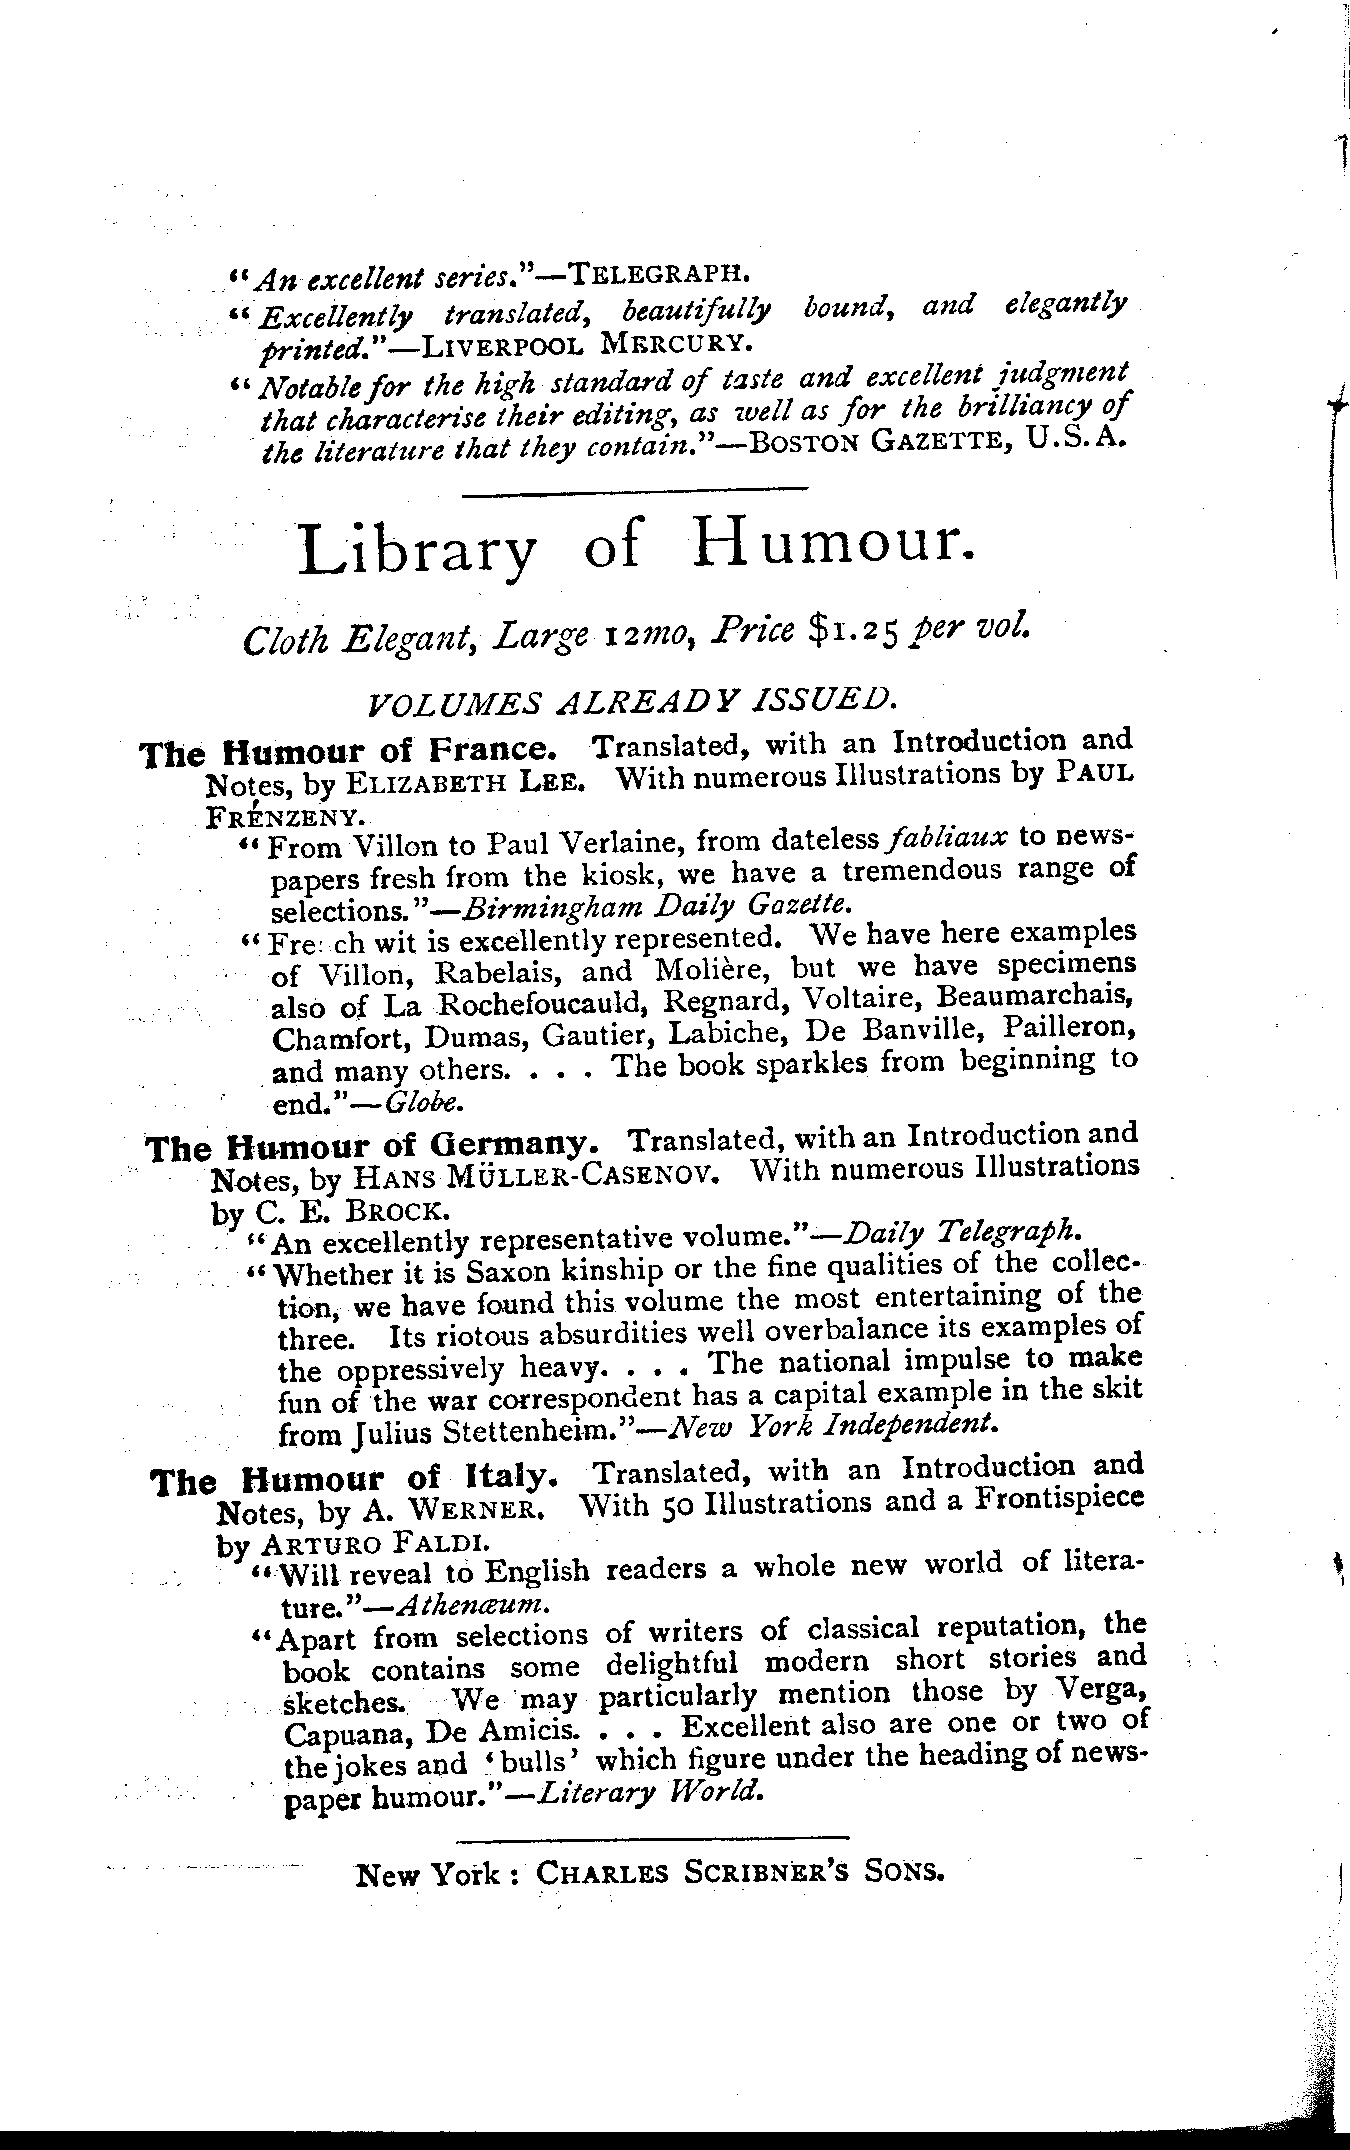 “An excellent series.”—TELEGRAPH.
“Excellently translated, beautifully bound, and elegantly
printed.”—LIVERPOOL MERCURY.
“Notable for the high standard of taste and excellent judgment
that characterise their editing, as well as for the brilliancy of
the literature that they contain.”—BOSTON GAZETTE, U.S.A.
Library of Humour.
Cloth Elegant, Large 12mo, Price $1.25 per vol.
VOLUMES ALREADY ISSUED.
The Humour of France. Translated, with an Introduction and
Notes, by ELIZABETH LEE. With numerous Illustrations by PAUL
FRÉNZENY.
“From Villon to Paul Verlaine, from dateless fabliaux to news-
papers fresh from the kiosk, we have a tremendous range of
selections.”—Birmingham Daily Gazette.
“Fre ch wit is excellently represented. We have here examples
of Villon, Rabelais, and Molière, but we have specimens
also of La Rochefoucauld, Regnard, Voltaire, Beaumarchais,
Chamfort, Dumas, Gautier, Labiche, De Banville, Pailleron,
and many others. . . . The book sparkles from beginning to
end.”—Globe.
The Humour of Germany. Translated, with an Introduction and
Notes, by HANS MÜLLER-CASENOV. With numerous Illustrations
by C. E. BROCK.
“An excellently representative volume.”—Daily Telegraph.
“Whether it is Saxon kinship or the fine qualities of the collec-
tion, we have found this volume the most entertaining of the
three. Its riotous absurdities well overbalance its examples of
the oppressively heavy. . . . The national impulse to make
fun of the war correspondent has a capital example in the skit
from Julius Stettenheim.”—New York Independent.
The Humour of Italy. Translated, with an Introduction and
Notes, by A. WERNER. With 50 Illustrations and a Frontispiece
by ARTURO FALDI.
“Will reveal to English readers a whole new world of litera-
ture.”—Athenæum.
“Apart from selections of writers of classical reputation, the
book contains some delightful modern short stories and
sketches. We may particularly mention those by Verga,
Capuana, De Amicis. . . . Excellent also are one or two of
the jokes and ‘bulls’ which figure under the heading of news-
paper humour.”—Literary World.
New York: CHARLES SCRIBNER’S SONS.